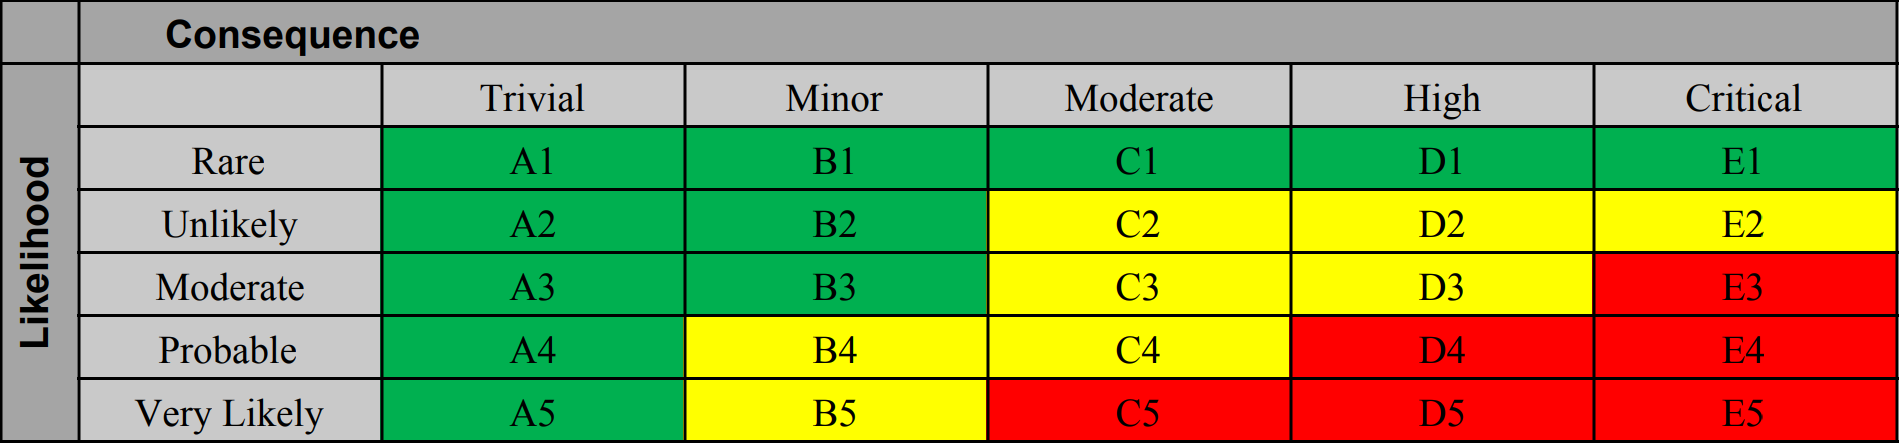 Consequence
Likelihood
Trivial Minor Moderate High Critical
Rare A1 B1 C1 D1 E1
Unlikely A2 B2 C2 D2 E2
Moderate A3 B3 C3 D3 E3
Probable A4 B4 C4 D4 E4
Very Likely A5 B5 C5 D5 E5